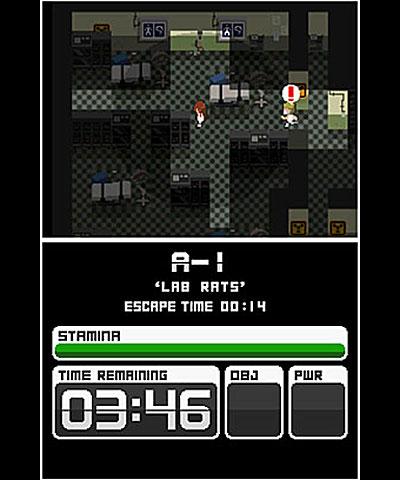 !
A-1
'LAB RATS'
ESCAPE TIME 00:14
STAMINA
TIME REMAINING
03:46
OBJ
PWR